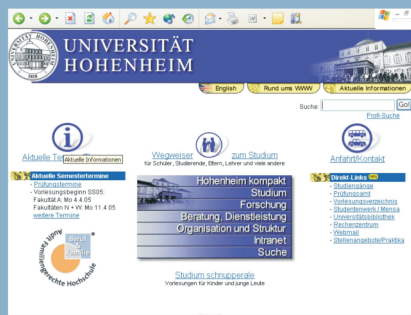 UNIVERSITÄT
HOHENHEIM
English
Rund ums WWW
Aktuelle Informationen
Suche:
Go!
Profi-Suche
Aktuelle Te
Aktuelle Informationen
Wegweiser
zum Studium
für Schüler, Studierende, Eltern, Lehrer und viele andere
Anfahrt/Kontakt
Aktuelle Semestertermine
- Prüfungstermine
- Vorlesungsbeginn SS05:
Fakultät A: Mo 4.4.05
Fakultäten N + W: Mo 11.4.05
weitere Termine
Hohenheim kompakt
Studium
Forschung
Beratung, Dienstleistung
Organisation und Struktur
Intranet
Suche
Direkt-Links
- Studiengänge
- Prüfungsamt
- Vorlesungsverzeichnis
- Studentenwerk / Mensa
- Universitätsbibliothek
- Rechenzentrum
- Webmail
- Stellenangebote/Praktika
Audit Familiengerechte Hochschule
Beruf &
Familie
Studium schnupperale
Vorlesungen für Kinder und junge Leute